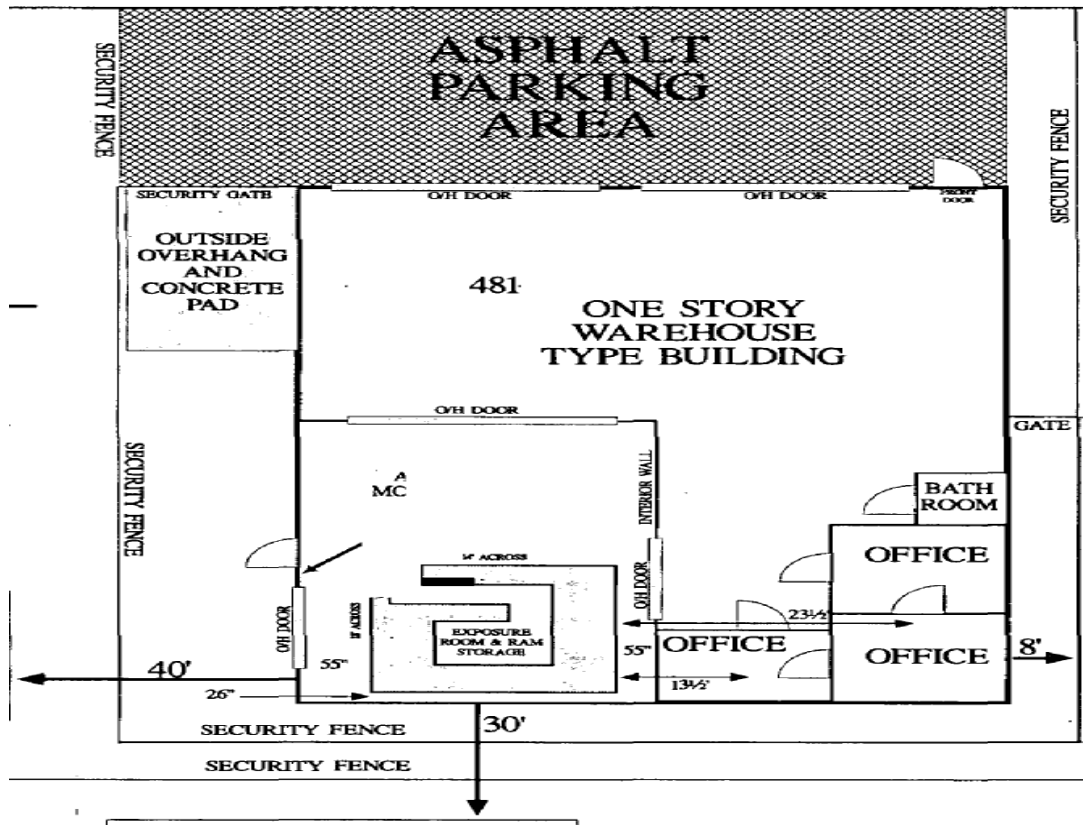 ASPHALT
PARKING
AREA
SECURITY FENCE
SECURITY FENCE
SECURITY GATE
O/H DOOR
O/H DOOR
FRONT
DOOR
OUTSIDE
OVERHANG
AND
CONCRETE
PAD
481
ONE STORY
WAREHOUSE
TYPE BUILDING
O/H DOOR
GATE
SECURITY FENCE
A
MC
INTERIOR WALL
BATH
ROOM
OFFICE
14' ACROSS
O/H DOOR
O/H DOOR
23½'
EXPOSURE
ROOM & RAM
STORAGE
55"
55"
OFFICE
OFFICE
8'
40'
26"
13½'
30'
SECURITY FENCE
SECURITY FENCE